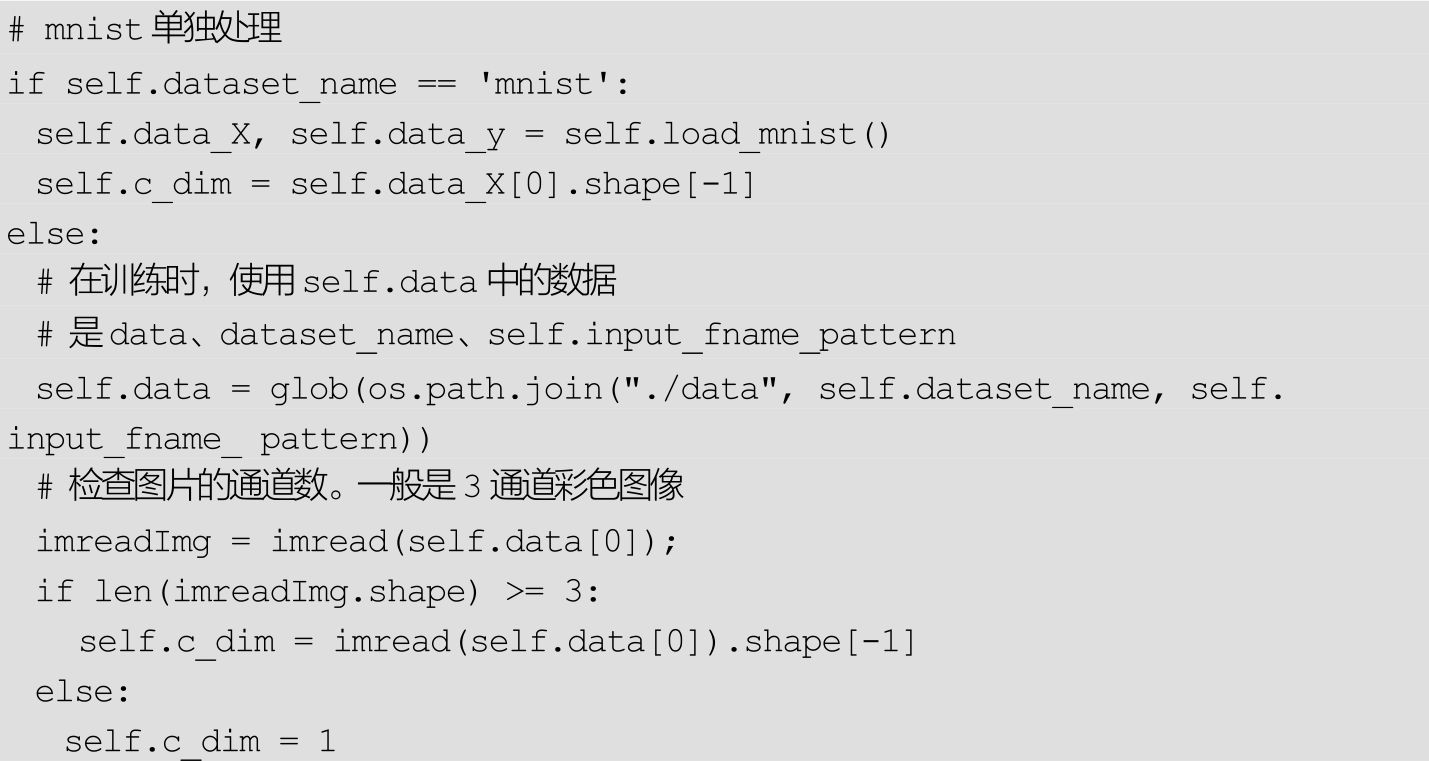 # mnist 单独处理
if self.dataset_name == 'mnist':
  self.data_X, self.data_y = self.load_mnist()
  self.c_dim = self.data_X[0].shape[-1]
else:
  # 在训练时，使用 self.data 中的数据
  # 是 data、dataset_name、self.input_fname_pattern
  self.data = glob(os.path.join("./data", self.dataset_name, self.
input_fname_ pattern))
  # 检查图片的通道数。一般是 3 通道彩色图像
  imreadImg = imread(self.data[0]);
  if len(imreadImg.shape) >= 3:
    self.c_dim = imread(self.data[0]).shape[-1]
  else:
    self.c_dim = 1